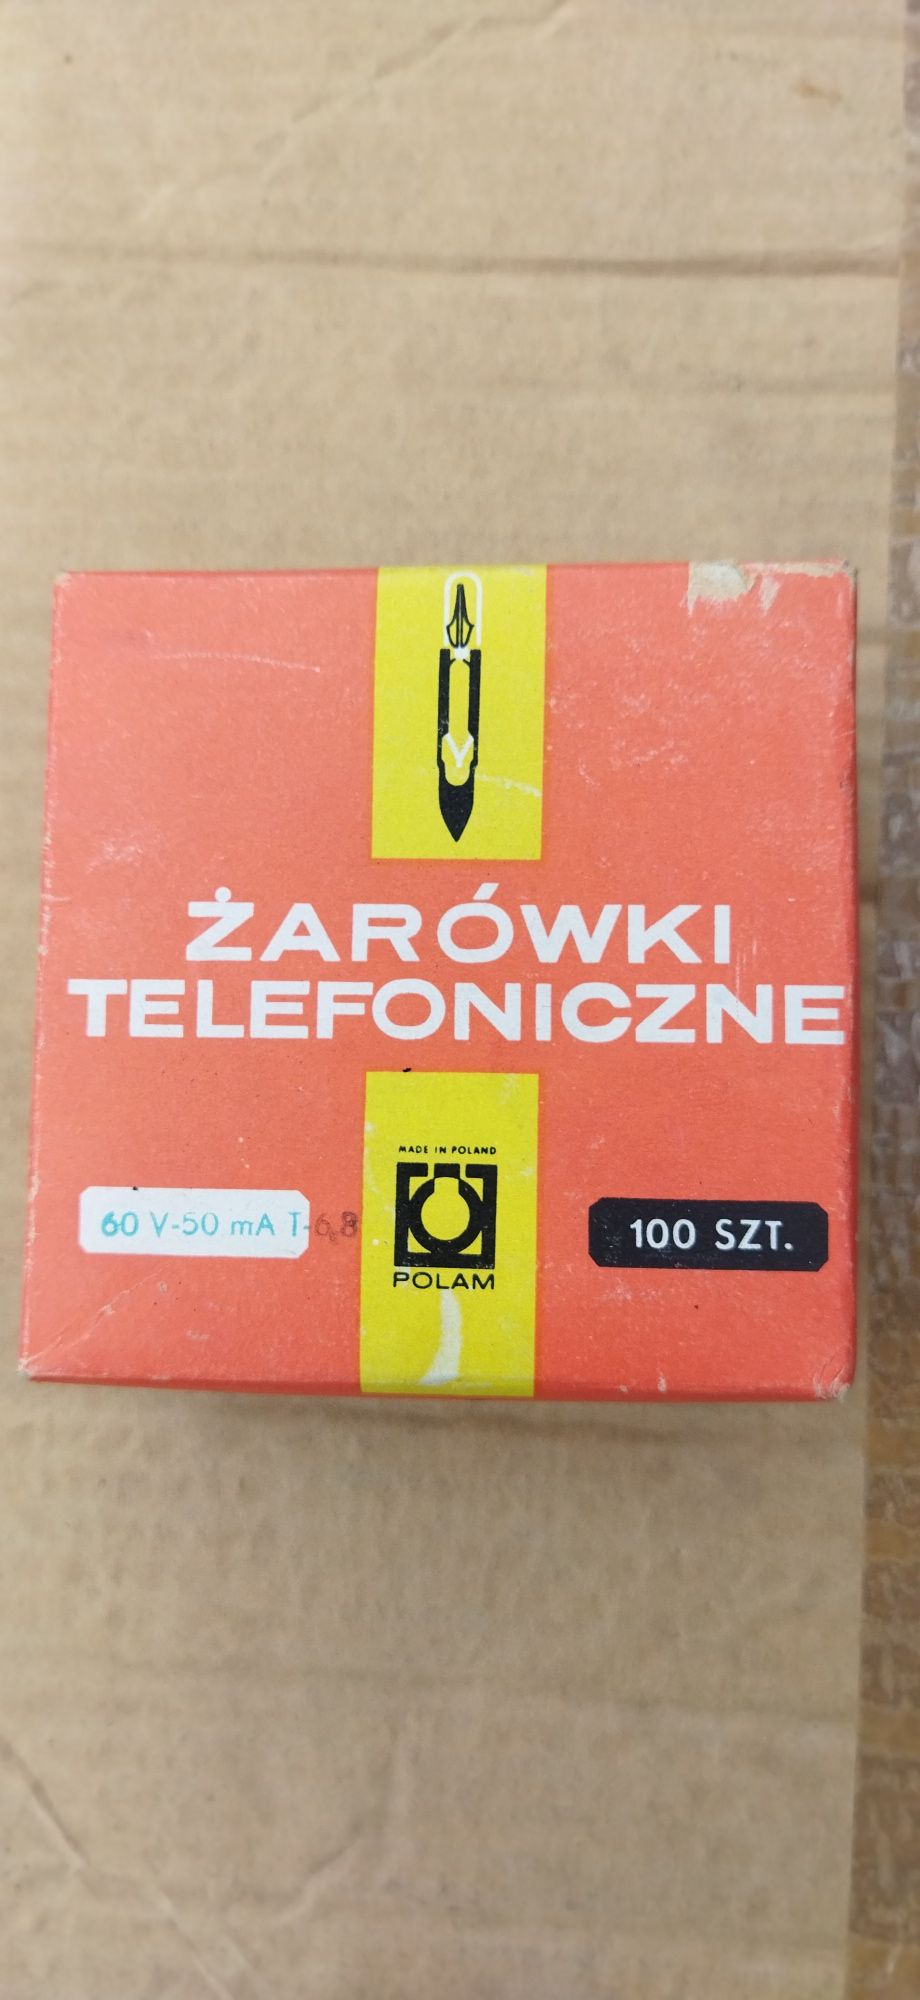 ŻARÓWKI
TELEFONICZNE
MADE IN POLAND
60 V-50 mA T-6,8
POLAM
100 SZT.